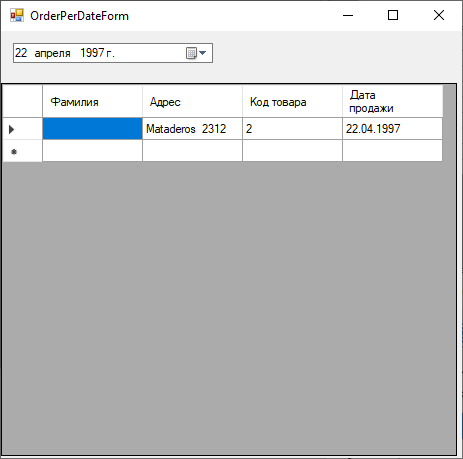 OrderPerDateForm
22 апреля 1997 г.
Фамилия Адрес Код товара Дата
продажи
Mataderos 2312 2 22.04.1997